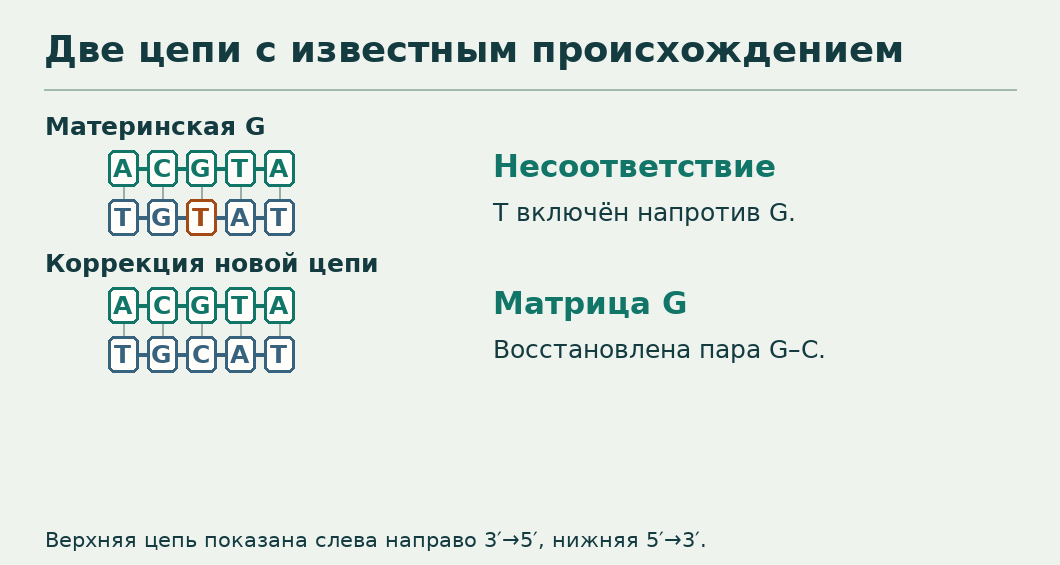 Две цепи с известным происхождением
Материнская G
A C G T A
T G T A T
Несоответствие
T включён напротив G.
Коррекция новой цепи
A C G T A
T G C A T
Матрица G
Восстановлена пара G–C.
Верхняя цепь показана слева направо 3′→5′, нижняя 5′→3′.